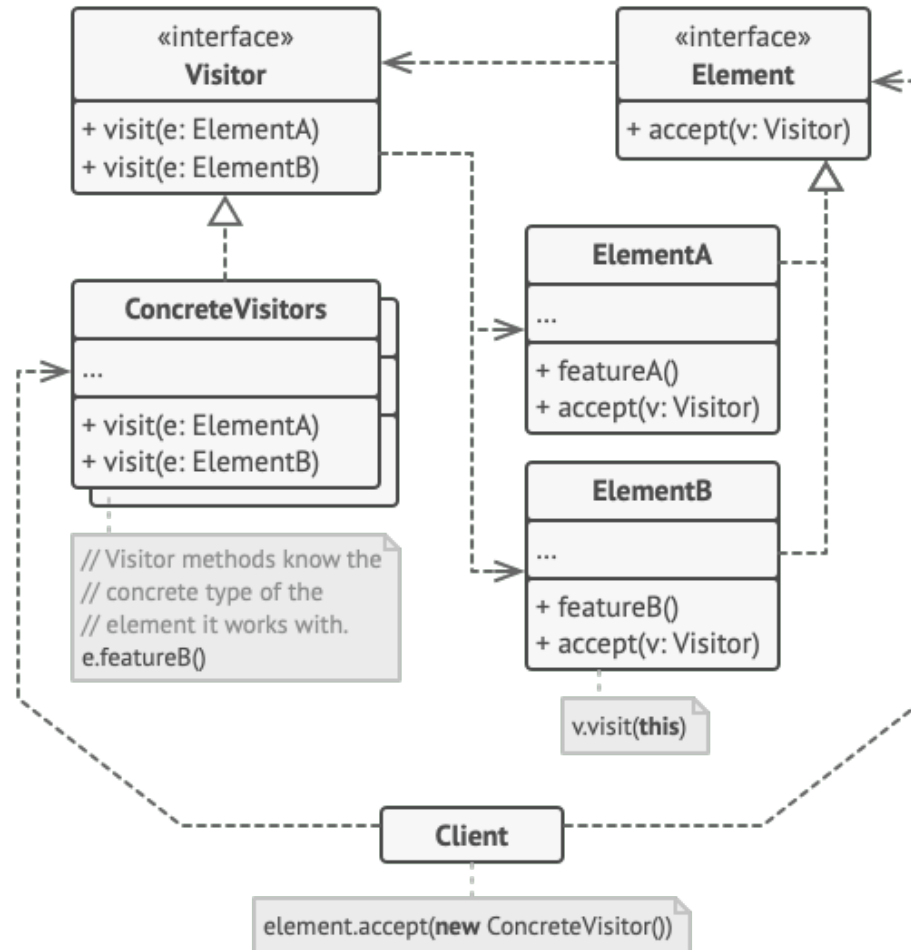 «interface»
Visitor
+ visit(e: ElementA)
+ visit(e: ElementB)
«interface»
Element
+ accept(v: Visitor)
ConcreteVisitors
...
+ visit(e: ElementA)
+ visit(e: ElementB)
// Visitor methods know the
// concrete type of the
// element it works with.
e.featureB()
ElementA
...
+ featureA()
+ accept(v: Visitor)
ElementB
...
+ featureB()
+ accept(v: Visitor)
v.visit(this)
Client
element.accept(new ConcreteVisitor())